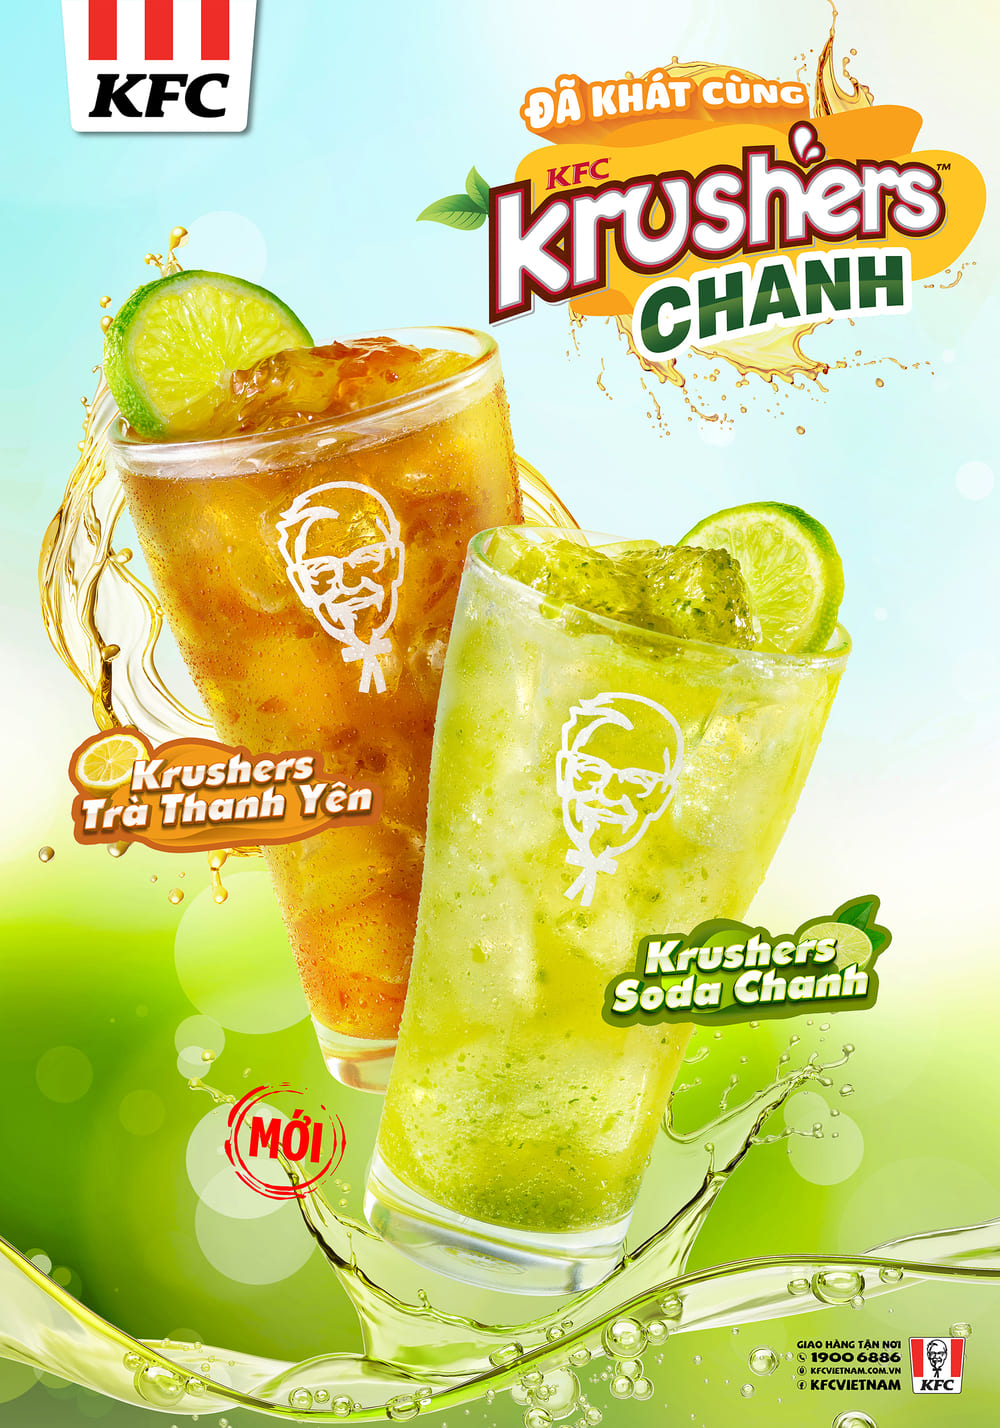 KFC
ĐÃ KHÁT CÙNG
KFC
Krushers™
CHANH
Krushers
Trà Thanh Yên
Krushers
Soda Chanh
MỚI
GIAO HÀNG TẬN NƠI
1900 6886
KFCVIETNAM.COM.VN
KFCVIETNAM
KFC